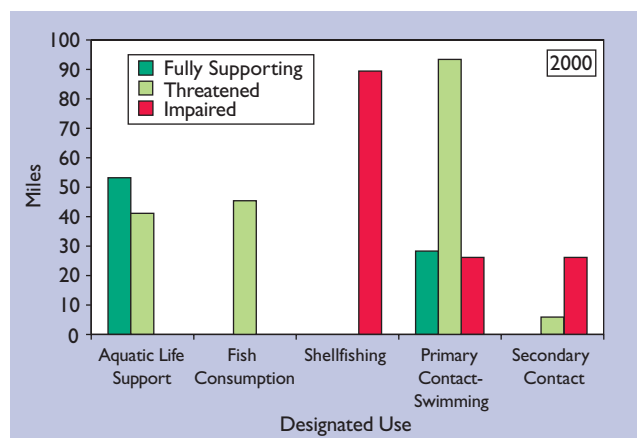 100
90
80
70
60
50
40
30
20
10
0
Miles
Fully Supporting
Threatened
Impaired
2000
Aquatic Life
Support
Fish
Consumption
Shellfishing
Primary
Contact-
Swimming
Secondary
Contact
Designated Use